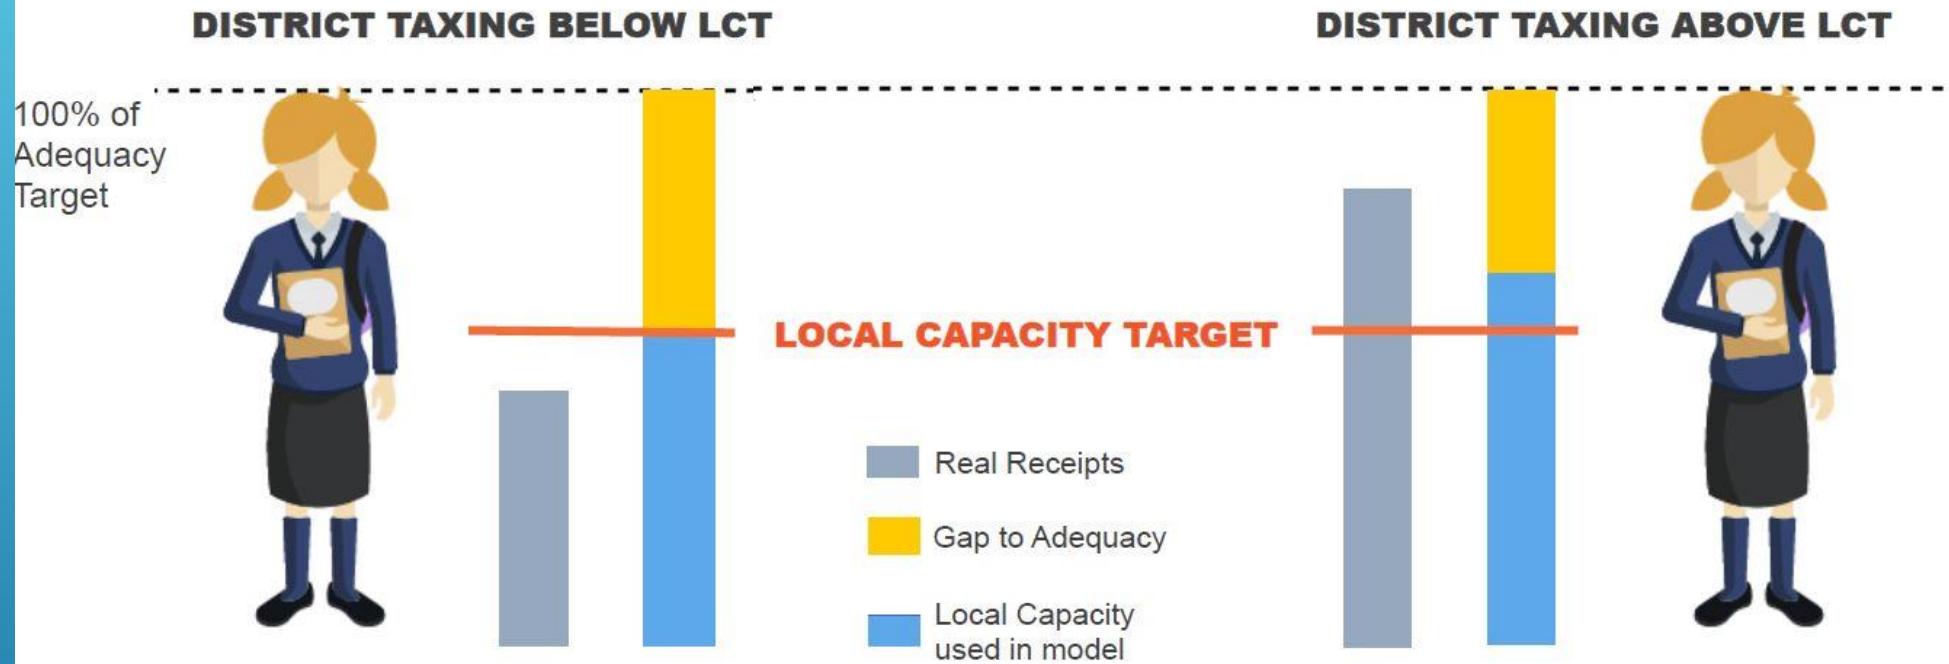 DISTRICT TAXING BELOW LCT
DISTRICT TAXING ABOVE LCT
100% of
Adequacy
Target
LOCAL CAPACITY TARGET
Real Receipts
Gap to Adequacy
Local Capacity
used in model